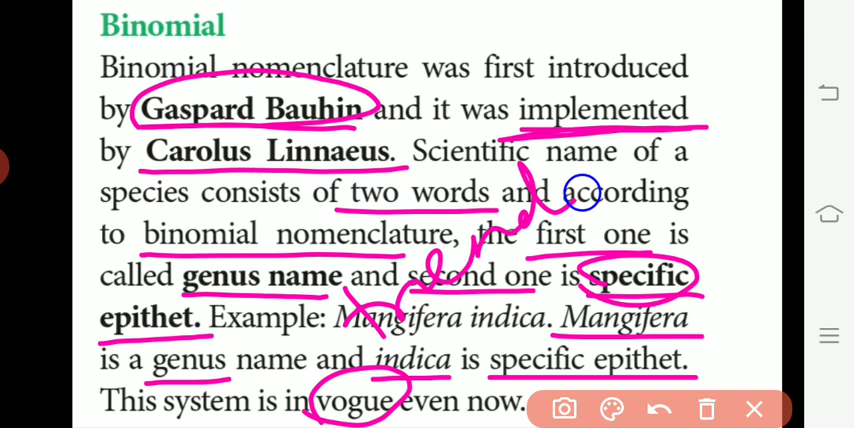 Binomial
Binomial nomenclature was first introduced
by Gaspard Bauhin and it was implemented
by Carolus Linnaeus. Scientific name of a
species consists of two words and according
to binomial nomenclature, the first one is
called genus name and second one is specific
epithet. Example: Mangifera indica. Mangifera
is a genus name and indica is specific epithet.
This system is in vogue even now.